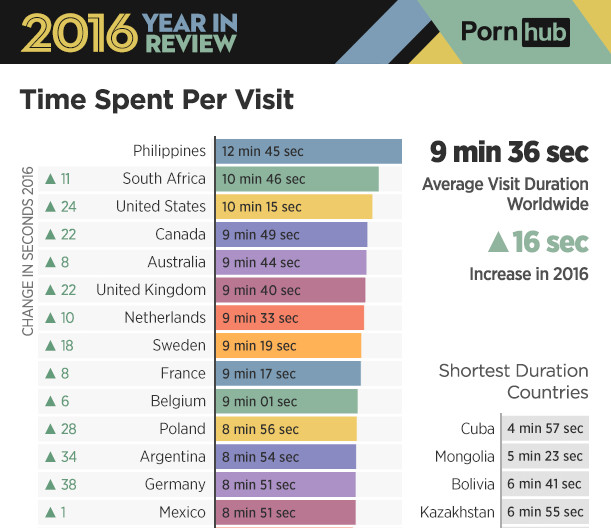 2016 YEAR IN
REVIEW
Porn hub
Time Spent Per Visit
CHANGE IN SECONDS 2016
Philippines 12 min 45 sec
▲ 11 South Africa 10 min 46 sec
▲ 24 United States 10 min 15 sec
▲ 22 Canada 9 min 49 sec
▲ 8 Australia 9 min 44 sec
▲ 22 United Kingdom 9 min 40 sec
▲ 10 Netherlands 9 min 33 sec
▲ 18 Sweden 9 min 19 sec
▲ 8 France 9 min 17 sec
▲ 6 Belgium 9 min 01 sec
▲ 28 Poland 8 min 56 sec
▲ 34 Argentina 8 min 54 sec
▲ 38 Germany 8 min 51 sec
▲ 1 Mexico 8 min 51 sec
9 min 36 sec
Average Visit Duration
Worldwide
▲16 sec
Increase in 2016
Shortest Duration
Countries
Cuba 4 min 57 sec
Mongolia 5 min 23 sec
Bolivia 6 min 41 sec
Kazakhstan 6 min 55 sec